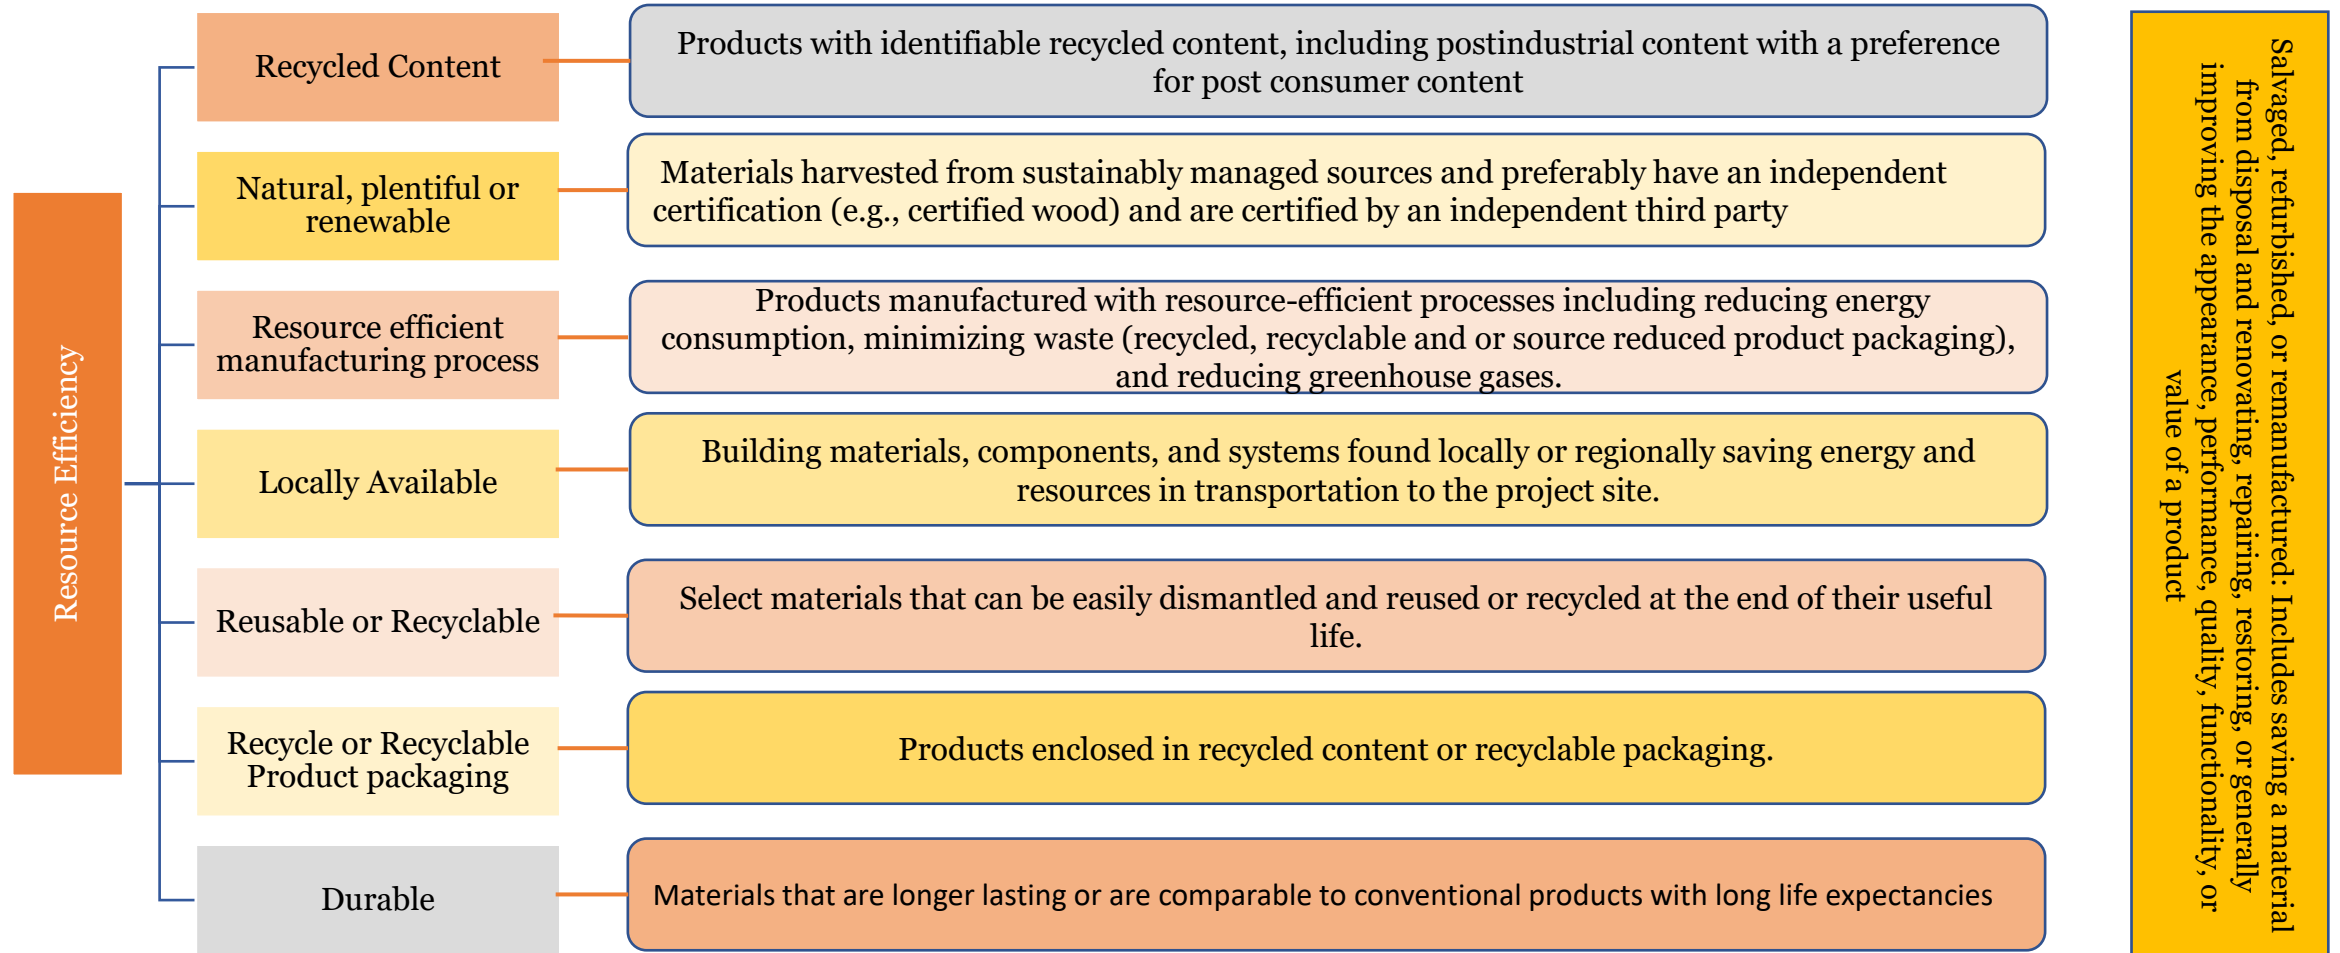 Resource Efficiency
Recycled Content
Products with identifiable recycled content, including postindustrial content with a preference
for post consumer content
Natural, plentiful or
renewable
Materials harvested from sustainably managed sources and preferably have an independent
certification (e.g., certified wood) and are certified by an independent third party
Resource efficient
manufacturing process
Products manufactured with resource-efficient processes including reducing energy
consumption, minimizing waste (recycled, recyclable and or source reduced product packaging),
and reducing greenhouse gases.
Locally Available
Building materials, components, and systems found locally or regionally saving energy and
resources in transportation to the project site.
Reusable or Recyclable
Select materials that can be easily dismantled and reused or recycled at the end of their useful
life.
Recycle or Recyclable
Product packaging
Products enclosed in recycled content or recyclable packaging.
Durable
Materials that are longer lasting or are comparable to conventional products with long life expectancies
Salvaged, refurbished, or remanufactured: Includes saving a material
from disposal and renovating, repairing, restoring, or generally
improving the appearance, performance, quality, functionality, or
value of a product